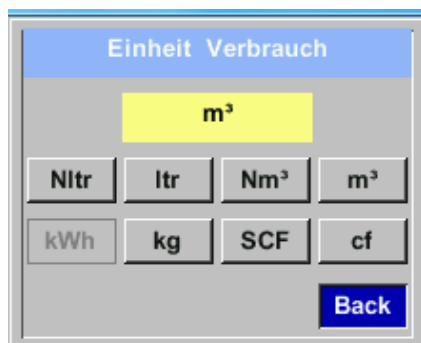 Einheit Verbrauch
m³
Nltr ltr Nm³ m³
kWh kg SCF cf
Back